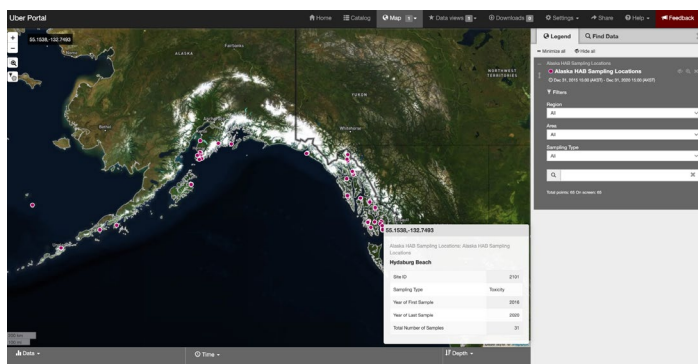 Uber Portal
Home
Catalog
Map 1
Data views
Downloads 0
Settings
Share
Help
Feedback
55.1538,-132.7493
Legend
Find Data
Minimize all
Hide all
Alaska HAB Sampling Locations
Alaska HAB Sampling Locations
Filters
Region
All
Area
All
Sampling Type
All
ALASKA
Fairbanks
YUKON
Whitehorse
NORTHWEST
TERRITORIES
55.1538,-132.7493
Alaska HAB Sampling Locations: Alaska HAB Sampling
Locations
Hydaburg Beach
Site ID 2101
Sampling Type Toxicity
Year of First Sample
Year of Last Sample 2020
Total Number of Samples 31
Data
Time
Depth